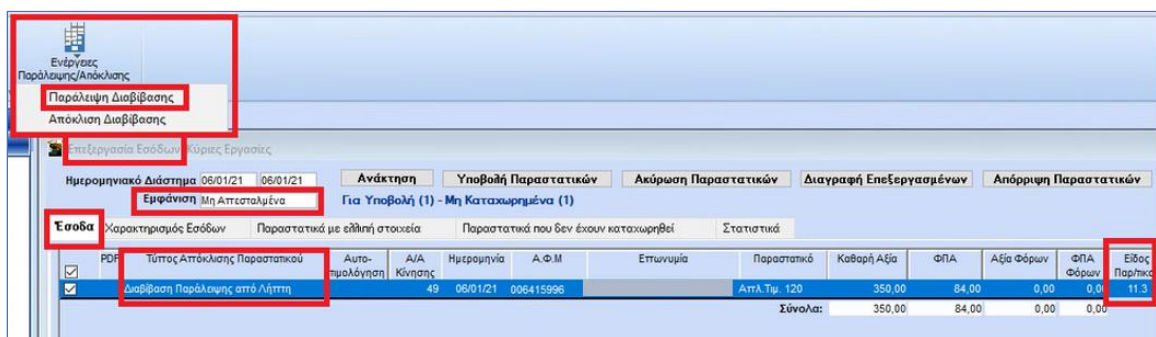 Ενέργειες
Παράλειψης/Απόκλισης
Παράλειψη Διαβίβασης
Απόκλιση Διαβίβασης
Επεξεργασία Εσόδων Κύριες Εργασίες
Ημερομηνιακό Διάστημα 06/01/21 06/01/21 Ανάκτηση Υποβολή Παραστατικών Ακύρωση Παραστατικών Διαγραφή Επεξεργασμένων Απόρριψη Παραστατικών
Εμφάνιση Μη Απεσταλμένα Για Υποβολή (1) - Μη Καταχωρημένα (1)
Έσοδα Χαρακτηρισμός Εσόδων Παραστατικά με ελλιπή στοιχεία Παραστατικά που δεν έχουν καταχωρηθεί Στατιστικά
PDF Τύπος Απόκλισης Παραστατικού Αυτο-τιμολόγηση Α/Α Κίνησης Ημερομηνία Α.Φ.Μ Επωνυμία Παραστατικό Καθαρή Αξία ΦΠΑ Αξία Φόρων ΦΠΑ Φόρων Είδος Παρ/τικο
Διαβίβαση Παράλειψης από Λήπτη 49 06/01/21 006415996 Απλ.Τιμ. 120 350,00 84,00 0,00 0,00 11.3
Σύνολα: 350,00 84,00 0,00 0,00